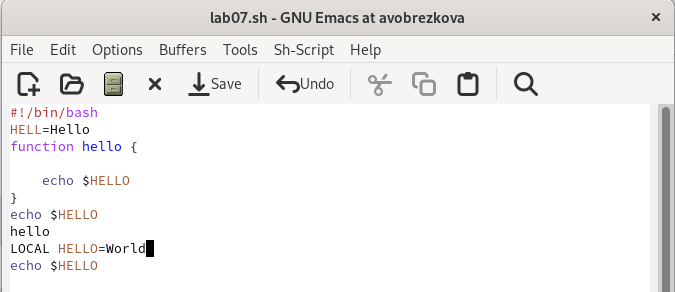 lab07.sh - GNU Emacs at avobrezkova
File Edit Options Buffers Tools Sh-Script Help
Save Undo
#!/bin/bash
HELL=Hello
function hello {
    echo $HELLO
}
echo $HELLO
hello
LOCAL HELLO=World
echo $HELLO